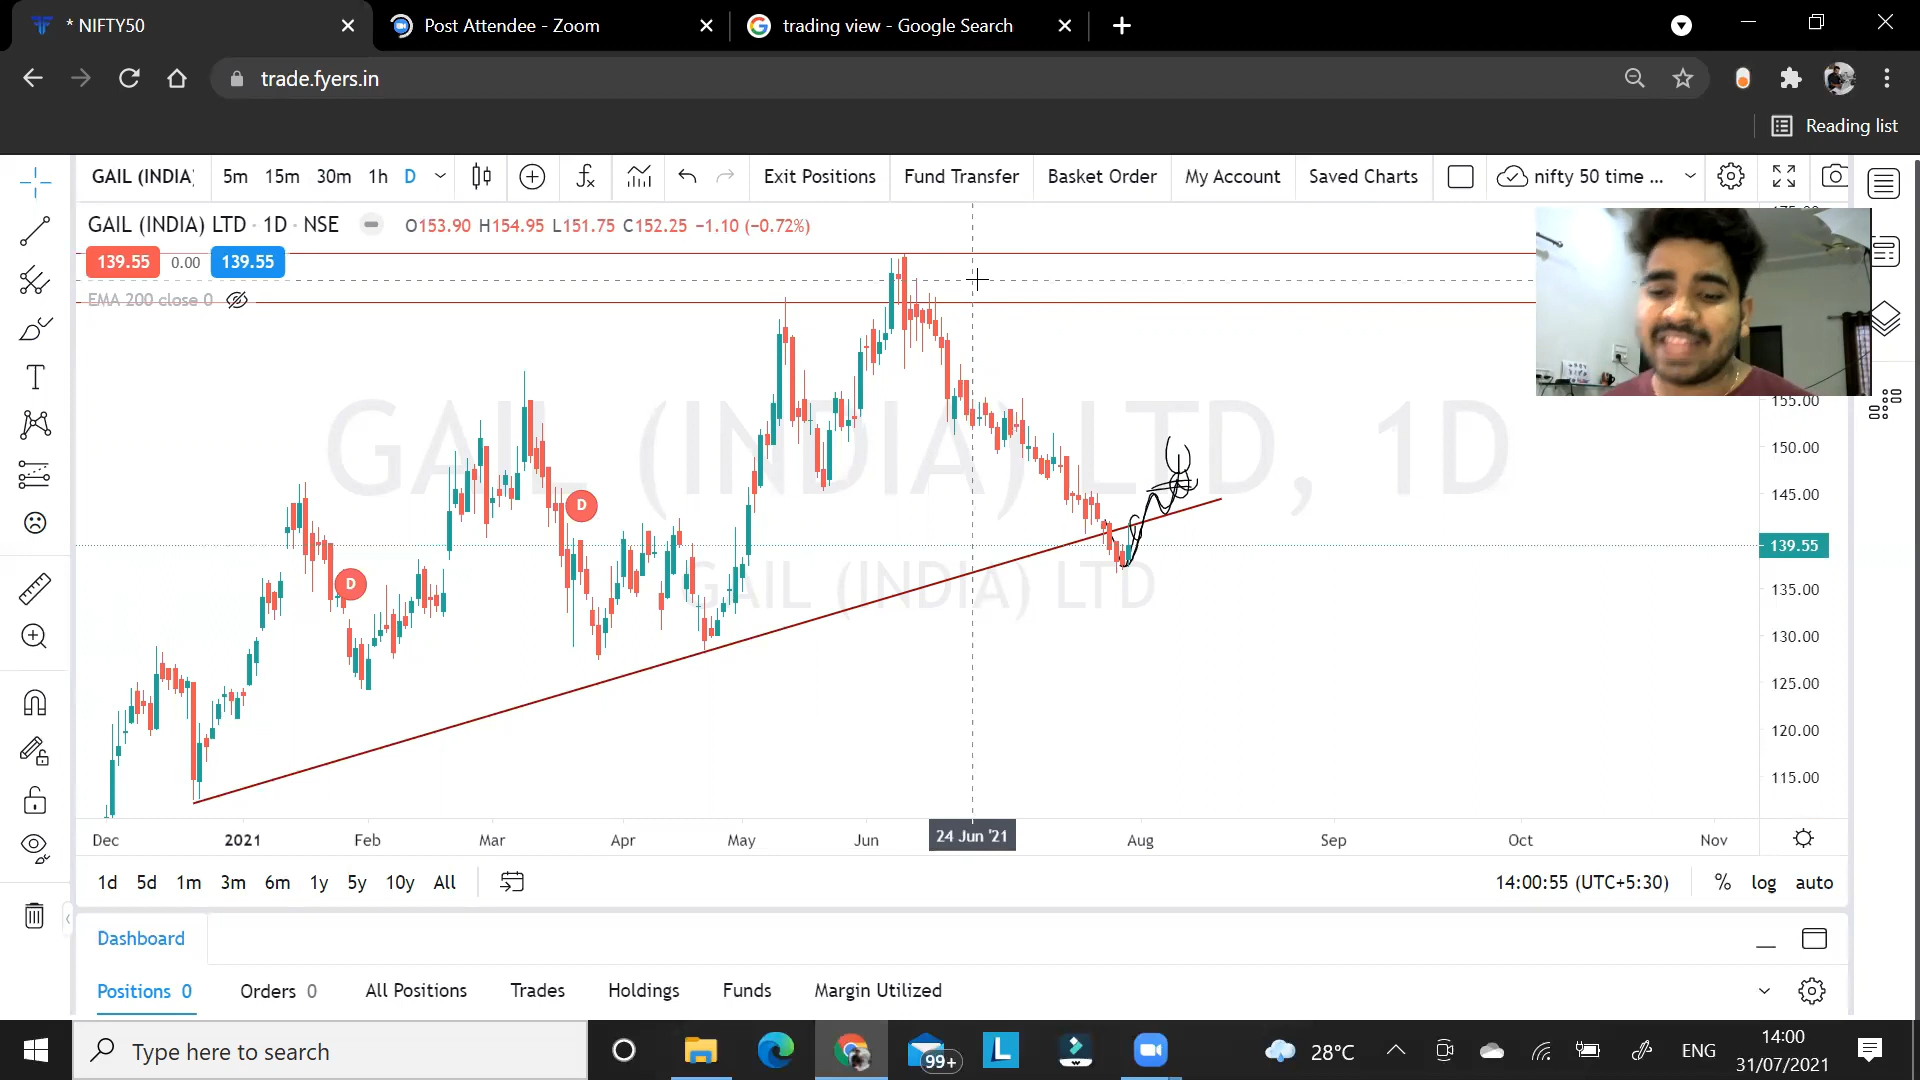 * NIFTY50
Post Attendee - Zoom
trading view - Google Search
trade.fyers.in
Reading list
GAIL (INDIA) 5m 15m 30m 1h D Exit Positions Fund Transfer Basket Order My Account Saved Charts nifty 50 time ...
GAIL (INDIA) LTD · 1D · NSE O153.90 H154.95 L151.75 C152.25 −1.10 (−0.72%)
139.55 0.00 139.55
EMA 200 close 0
GAIL (INDIA) LTD, 1D
GAIL (INDIA) LTD
D
D
155.00
150.00
145.00
139.55
135.00
130.00
125.00
120.00
115.00
Dec 2021 Feb Mar Apr May Jun 24 Jun '21 Aug Sep Oct Nov
1d 5d 1m 3m 6m 1y 5y 10y All 14:00:55 (UTC+5:30) % log auto
Dashboard
Positions 0 Orders 0 All Positions Trades Holdings Funds Margin Utilized
Type here to search
99+
28°C
ENG
14:00
31/07/2021